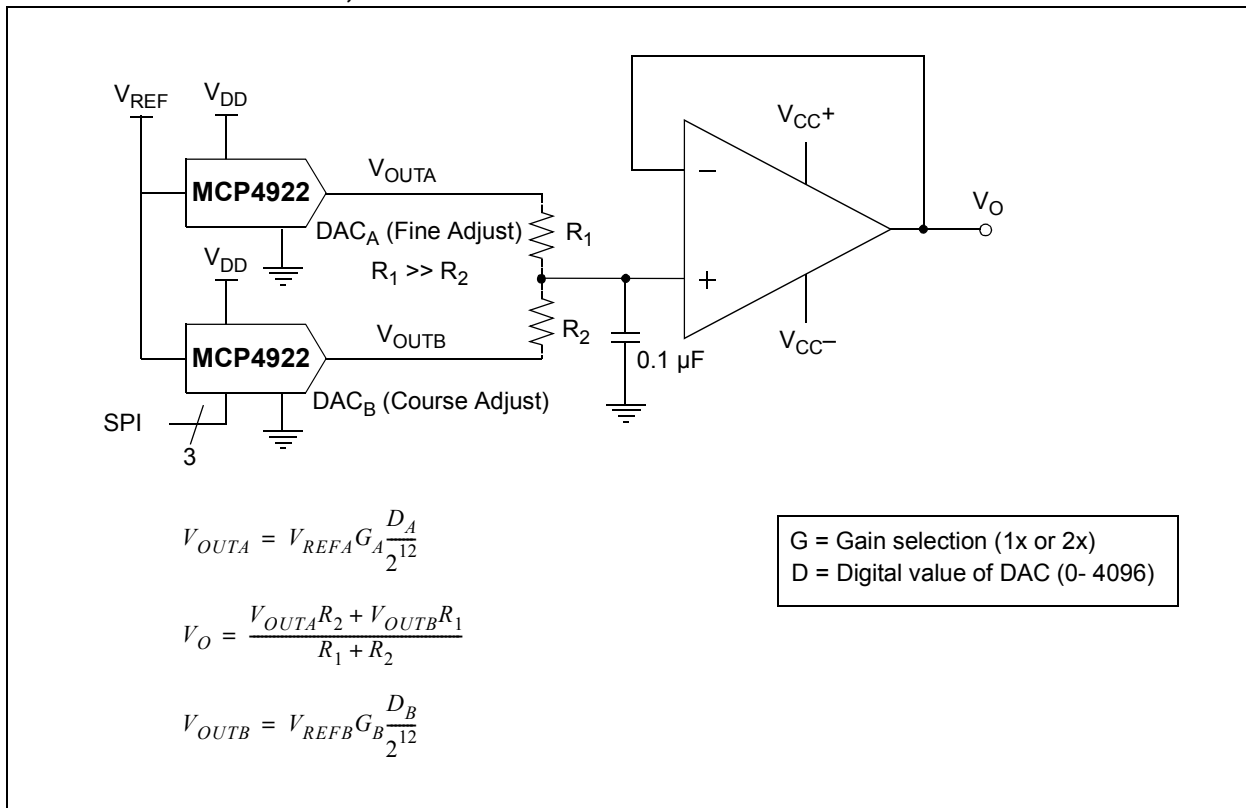 V_REF
V_DD
MCP4922
V_OUTA
DAC_A (Fine Adjust)
R_1
V_DD
R_1 >> R_2
MCP4922
V_OUTB
R_2
0.1 µF
DAC_B (Course Adjust)
SPI
3
−
+
V_CC+
V_CC–
V_O
V_OUTA = V_REFA G_A D_A/2^12
V_O = (V_OUTA R_2 + V_OUTB R_1)/(R_1 + R_2)
V_OUTB = V_REFB G_B D_B/2^12
G = Gain selection (1x or 2x)
D = Digital value of DAC (0- 4096)